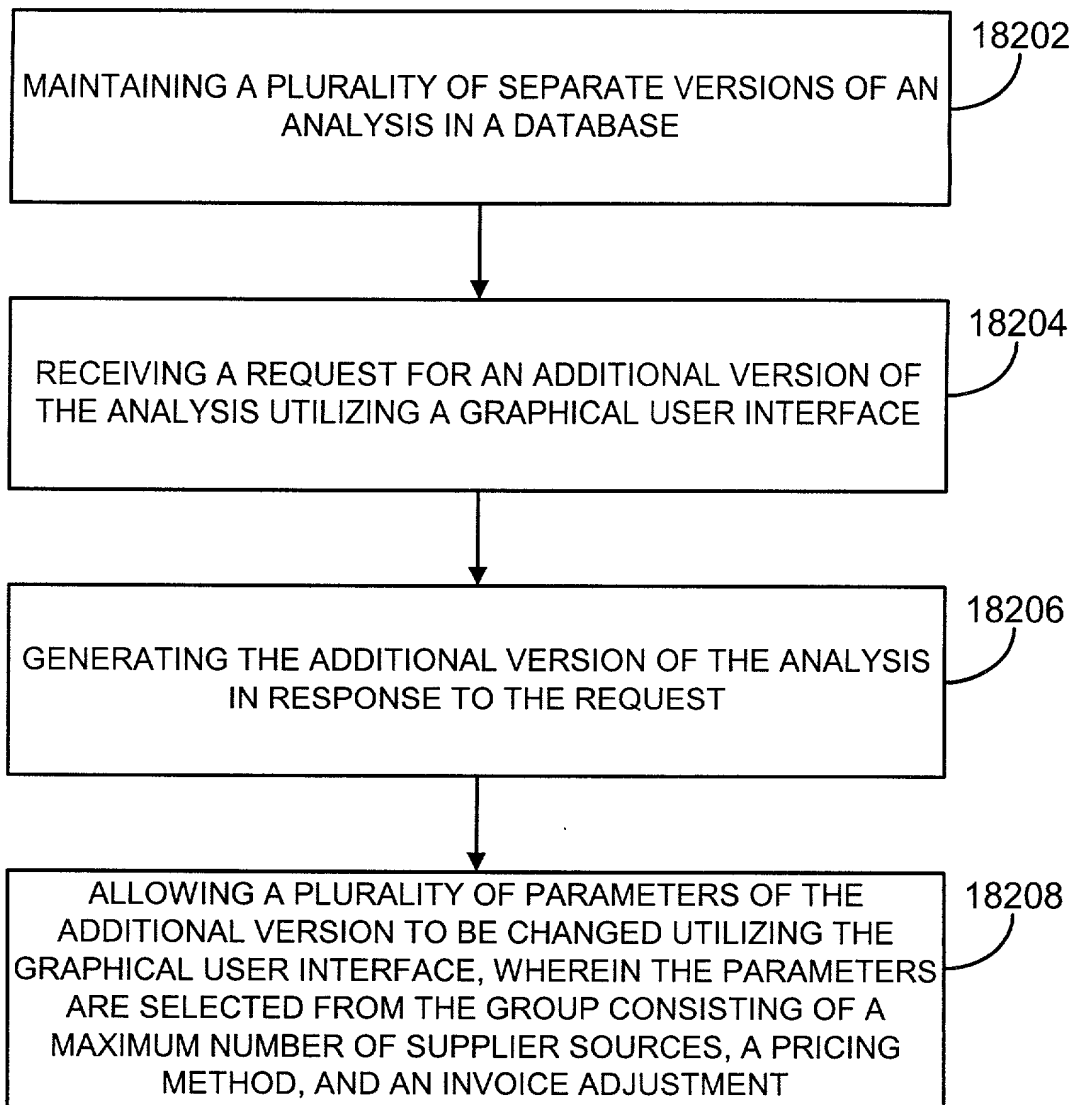 18202
MAINTAINING A PLURALITY OF SEPARATE VERSIONS OF AN
ANALYSIS IN A DATABASE
18204
RECEIVING A REQUEST FOR AN ADDITIONAL VERSION OF
THE ANALYSIS UTILIZING A GRAPHICAL USER INTERFACE
18206
GENERATING THE ADDITIONAL VERSION OF THE ANALYSIS
IN RESPONSE TO THE REQUEST
18208
ALLOWING A PLURALITY OF PARAMETERS OF THE
ADDITIONAL VERSION TO BE CHANGED UTILIZING THE
GRAPHICAL USER INTERFACE, WHEREIN THE PARAMETERS
ARE SELECTED FROM THE GROUP CONSISTING OF A
MAXIMUM NUMBER OF SUPPLIER SOURCES, A PRICING
METHOD, AND AN INVOICE ADJUSTMENT